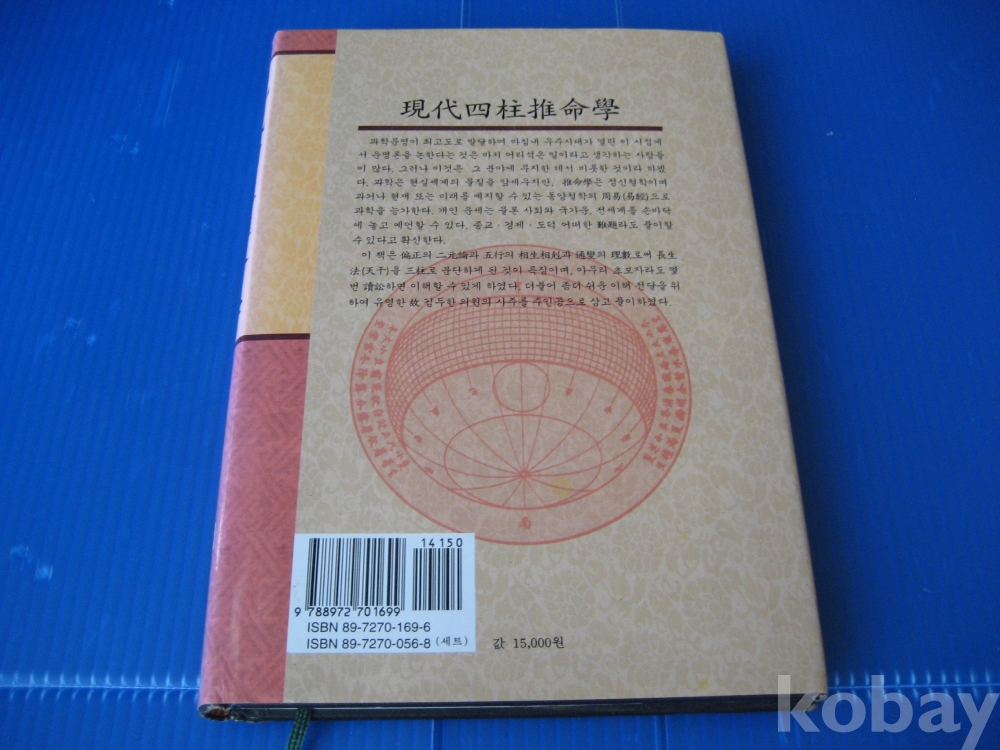 現代四柱推命學
과학문명이 최고도로 발달하여 마침내 우주시대가 열린 이 시점에
서 운명론을 논한다는 것은 마치 어리석은 일이라고 생각하는 사람들
이 많다. 그러나 이것은 그 분야에 무지한 데서 비롯한 것이라 하겠
다. 과학은 현실세계의 물질을 앞세우지만, 推命學은 정신철학이며
과거나 현재 또는 미래를 예지할 수 있는 동양철학의 周易(易經)으로
과학을 능가한다. 개인 운세는 물론 사회와 국가운, 전세계를 손바닥
에 놓고 예언할 수 있다. 종교·경제·도덕 어떠한 難題라도 풀이할
수 있다고 확신한다.
이 책은 偏正의 二元論과 五行의 相生相剋과 通變의 理數로써 長生
法(天干)을 三柱로 판단하게 된 것이 특징이며, 아무리 초보자라도 몇
번 讀訟하면 이해할 수 있게 하였다. 더불어 좀더 쉬운 이해 전달을 위
하여 유명한 故 김두한 의원의 사주를 주인공으로 삼고 풀이하였다.
14150
9 788972 701699
ISBN 89-7270-169-6
ISBN 89-7270-056-8 (세트)
값 15,000원
kobay